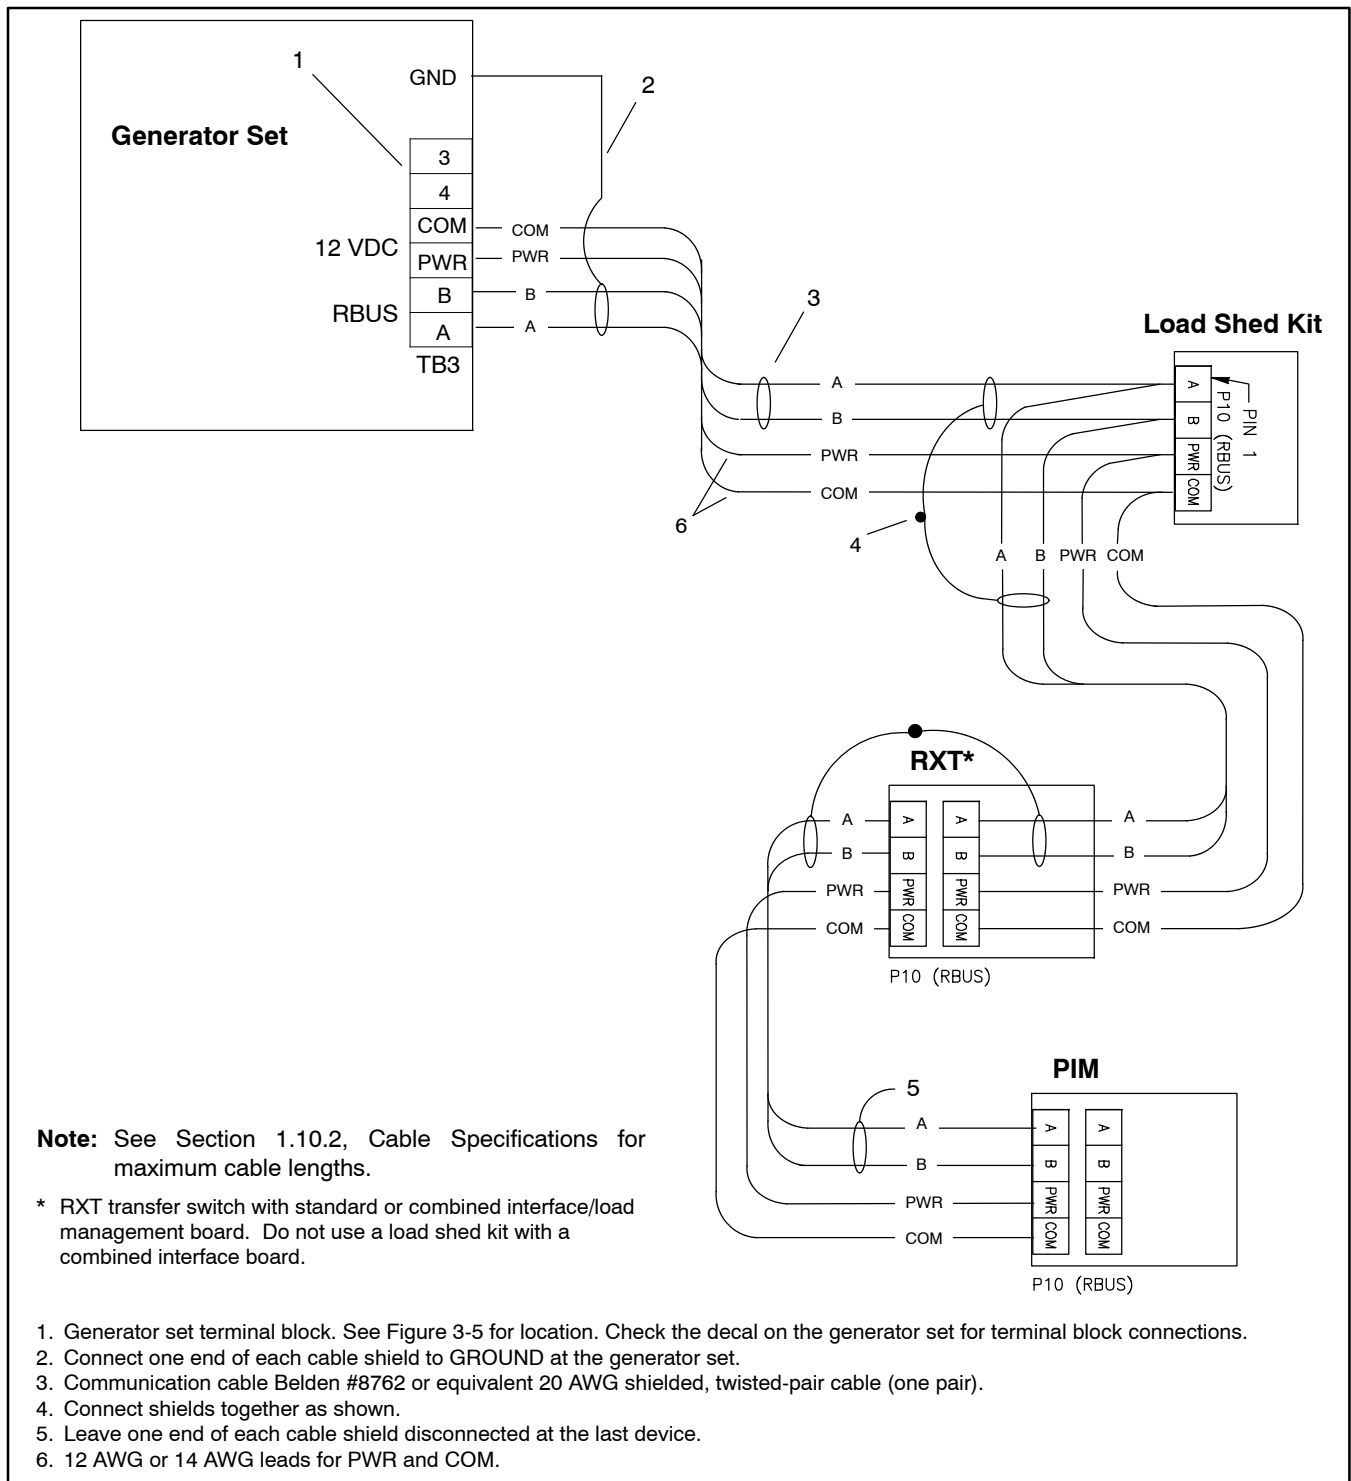 1
GND
2
Generator Set
3
4
COM
COM
12 VDC
PWR
PWR
B
B
RBUS
A
A
TB3
3
Load Shed Kit
A
A
PIN 1
P10 (RBUS)
B
B
PWR
PWR
COM
COM
6
4
A B PWR COM
RXT*
A
A
A
A
B
B
B
B
PWR
PWR
PWR
PWR
COM
COM
COM
COM
P10 (RBUS)
PIM
5
A
A
A
B
B
B
PWR
PWR
PWR
COM
COM
COM
P10 (RBUS)
Note: See Section 1.10.2, Cable Specifications for
maximum cable lengths.
* RXT transfer switch with standard or combined interface/load
management board. Do not use a load shed kit with a
combined interface board.
1. Generator set terminal block. See Figure 3-5 for location. Check the decal on the generator set for terminal block connections.
2. Connect one end of each cable shield to GROUND at the generator set.
3. Communication cable Belden #8762 or equivalent 20 AWG shielded, twisted-pair cable (one pair).
4. Connect shields together as shown.
5. Leave one end of each cable shield disconnected at the last device.
6. 12 AWG or 14 AWG leads for PWR and COM.